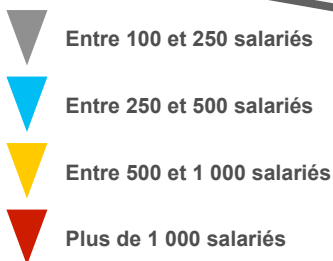 Entre 100 et 250 salariés
Entre 250 et 500 salariés
Entre 500 et 1 000 salariés
Plus de 1 000 salariés